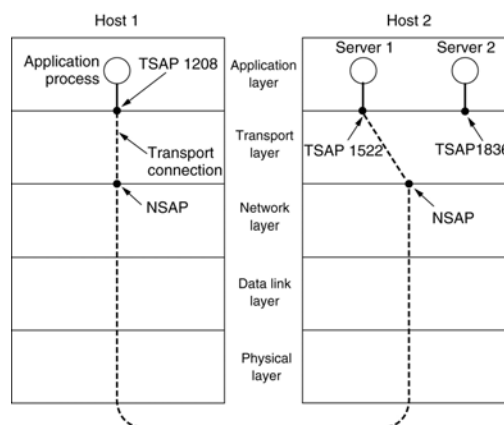 Host 1
Host 2
Application
process
TSAP 1208
Application
layer
Server 1
Server 2
Transport
connection
Transport
layer
TSAP 1522
TSAP1836
NSAP
Network
layer
NSAP
Data link
layer
Physical
layer